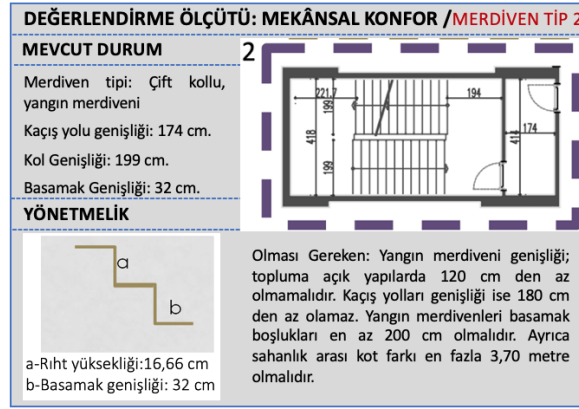 DEĞERLENDİRME ÖLÇÜTÜ: MEKÂNSAL KONFOR /MERDİVEN TİP 2
MEVCUT DURUM
Merdiven tipi: Çift kollu,
yangın merdiveni
Kaçış yolu genişliği: 174 cm.
Kol Genişliği: 199 cm.
Basamak Genişliği: 32 cm.
2
221,7
199
194
418
414
174
199
YÖNETMELİK
a
b
a-Rıht yüksekliği:16,66 cm
b-Basamak genişliği: 32 cm
Olması Gereken: Yangın merdiveni genişliği;
topluma açık yapılarda 120 cm den az
olmamalıdır. Kaçış yolları genişliği ise 180 cm
den az olamaz. Yangın merdivenleri basamak
boşlukları en az 200 cm olmalıdır. Ayrıca
sahanlık arası kot farkı en fazla 3,70 metre
olmalıdır.